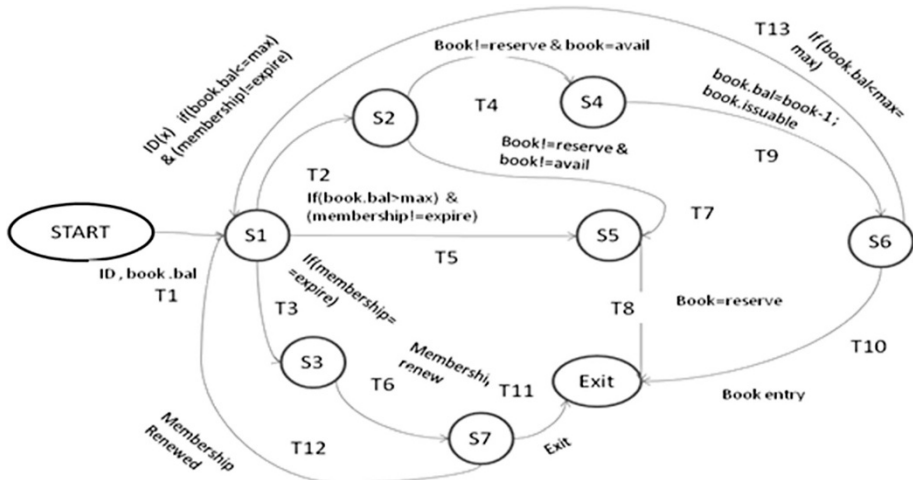 T13
If (book.bal<max=
max)
Book!=reserve & book=avail
ID(x) if(book.bal<=max)
& (membership!=expire)
S2
T4
S4
book.bal=book-1;
book.issuable
Book!=reserve &
book!=avail
T9
T2
If(book.bal>max) &
(membership!=expire)
T7
START
S1
S5
S6
ID, book.bal
T1
T5
If(membership=
=expire)
T3
T8
Book=reserve
S3
Membershi,
renew
T6
T11
Exit
T10
Book entry
Membership
Renewed
T12
S7
Exit